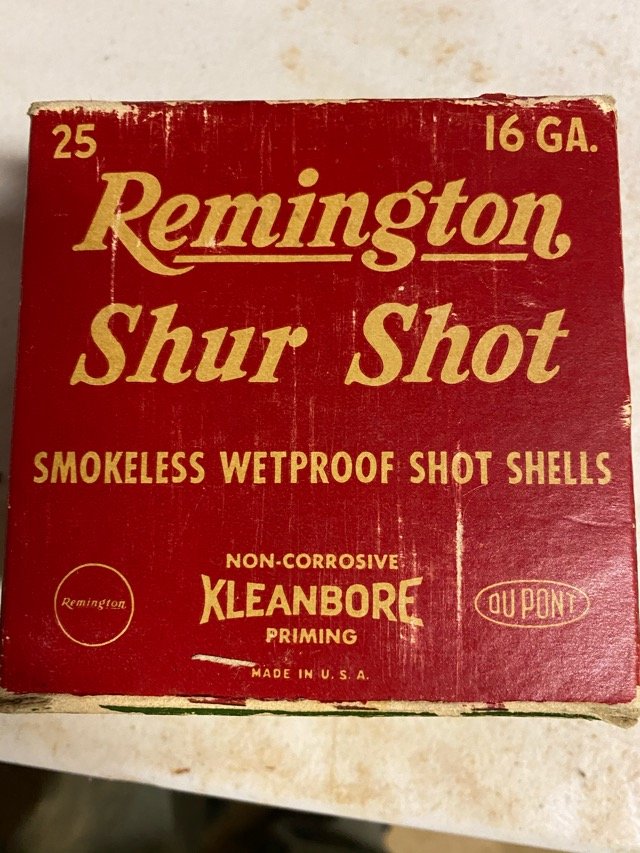 25 16 GA.
Remington
Shur Shot
SMOKELESS WETPROOF SHOT SHELLS
Remington
NON-CORROSIVE
KLEANBORE
PRIMING
DU PONT
MADE IN U. S. A.